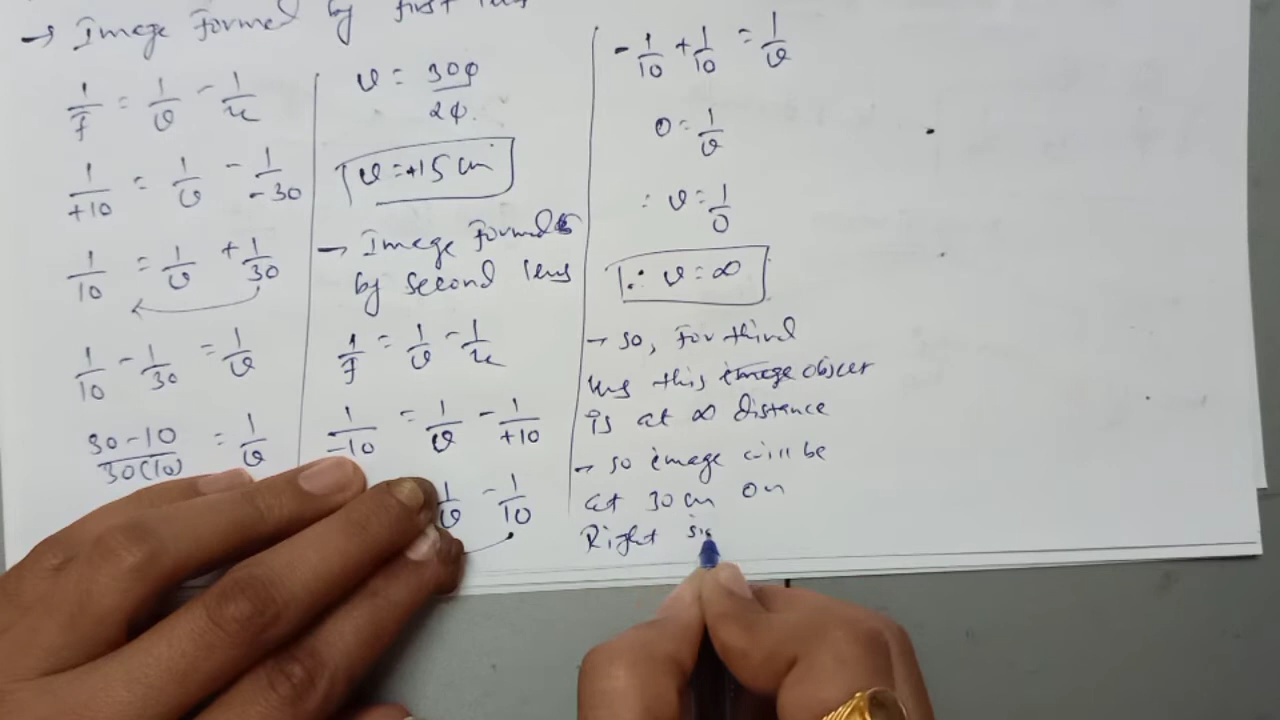 → Image formed by first lens
1/f = 1/v - 1/u
1/+10 = 1/v - 1/-30
1/10 = 1/v + 1/30
1/10 - 1/30 = 1/v
30-10/30(10) = 1/v
v = 300/20
v = +15 cm
→ Image formed
by second lens
1/f = 1/v - 1/u
1/-10 = 1/v - 1/+10
1/v - 1/10
-1/10 + 1/10 = 1/v
0 = 1/v
∴ v = 1/0
∴ v = ∞
→ so, for third
lens this image object
is at ∞ distance
→ so image will be
at 30 cm on
Right si